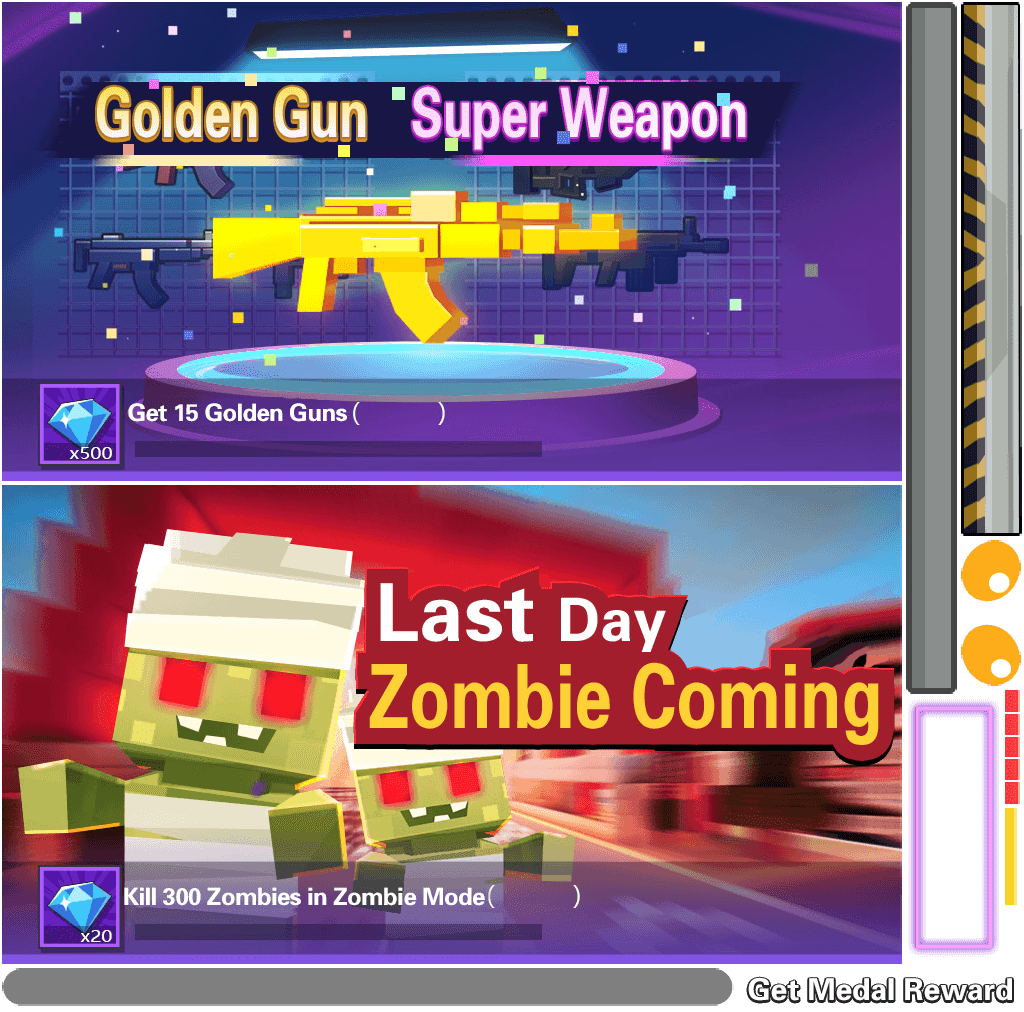 Golden Gun Super Weapon
Get 15 Golden Guns ( )
x500
Last Day
Zombie Coming
Kill 300 Zombies in Zombie Mode( )
x20
Get Medal Reward